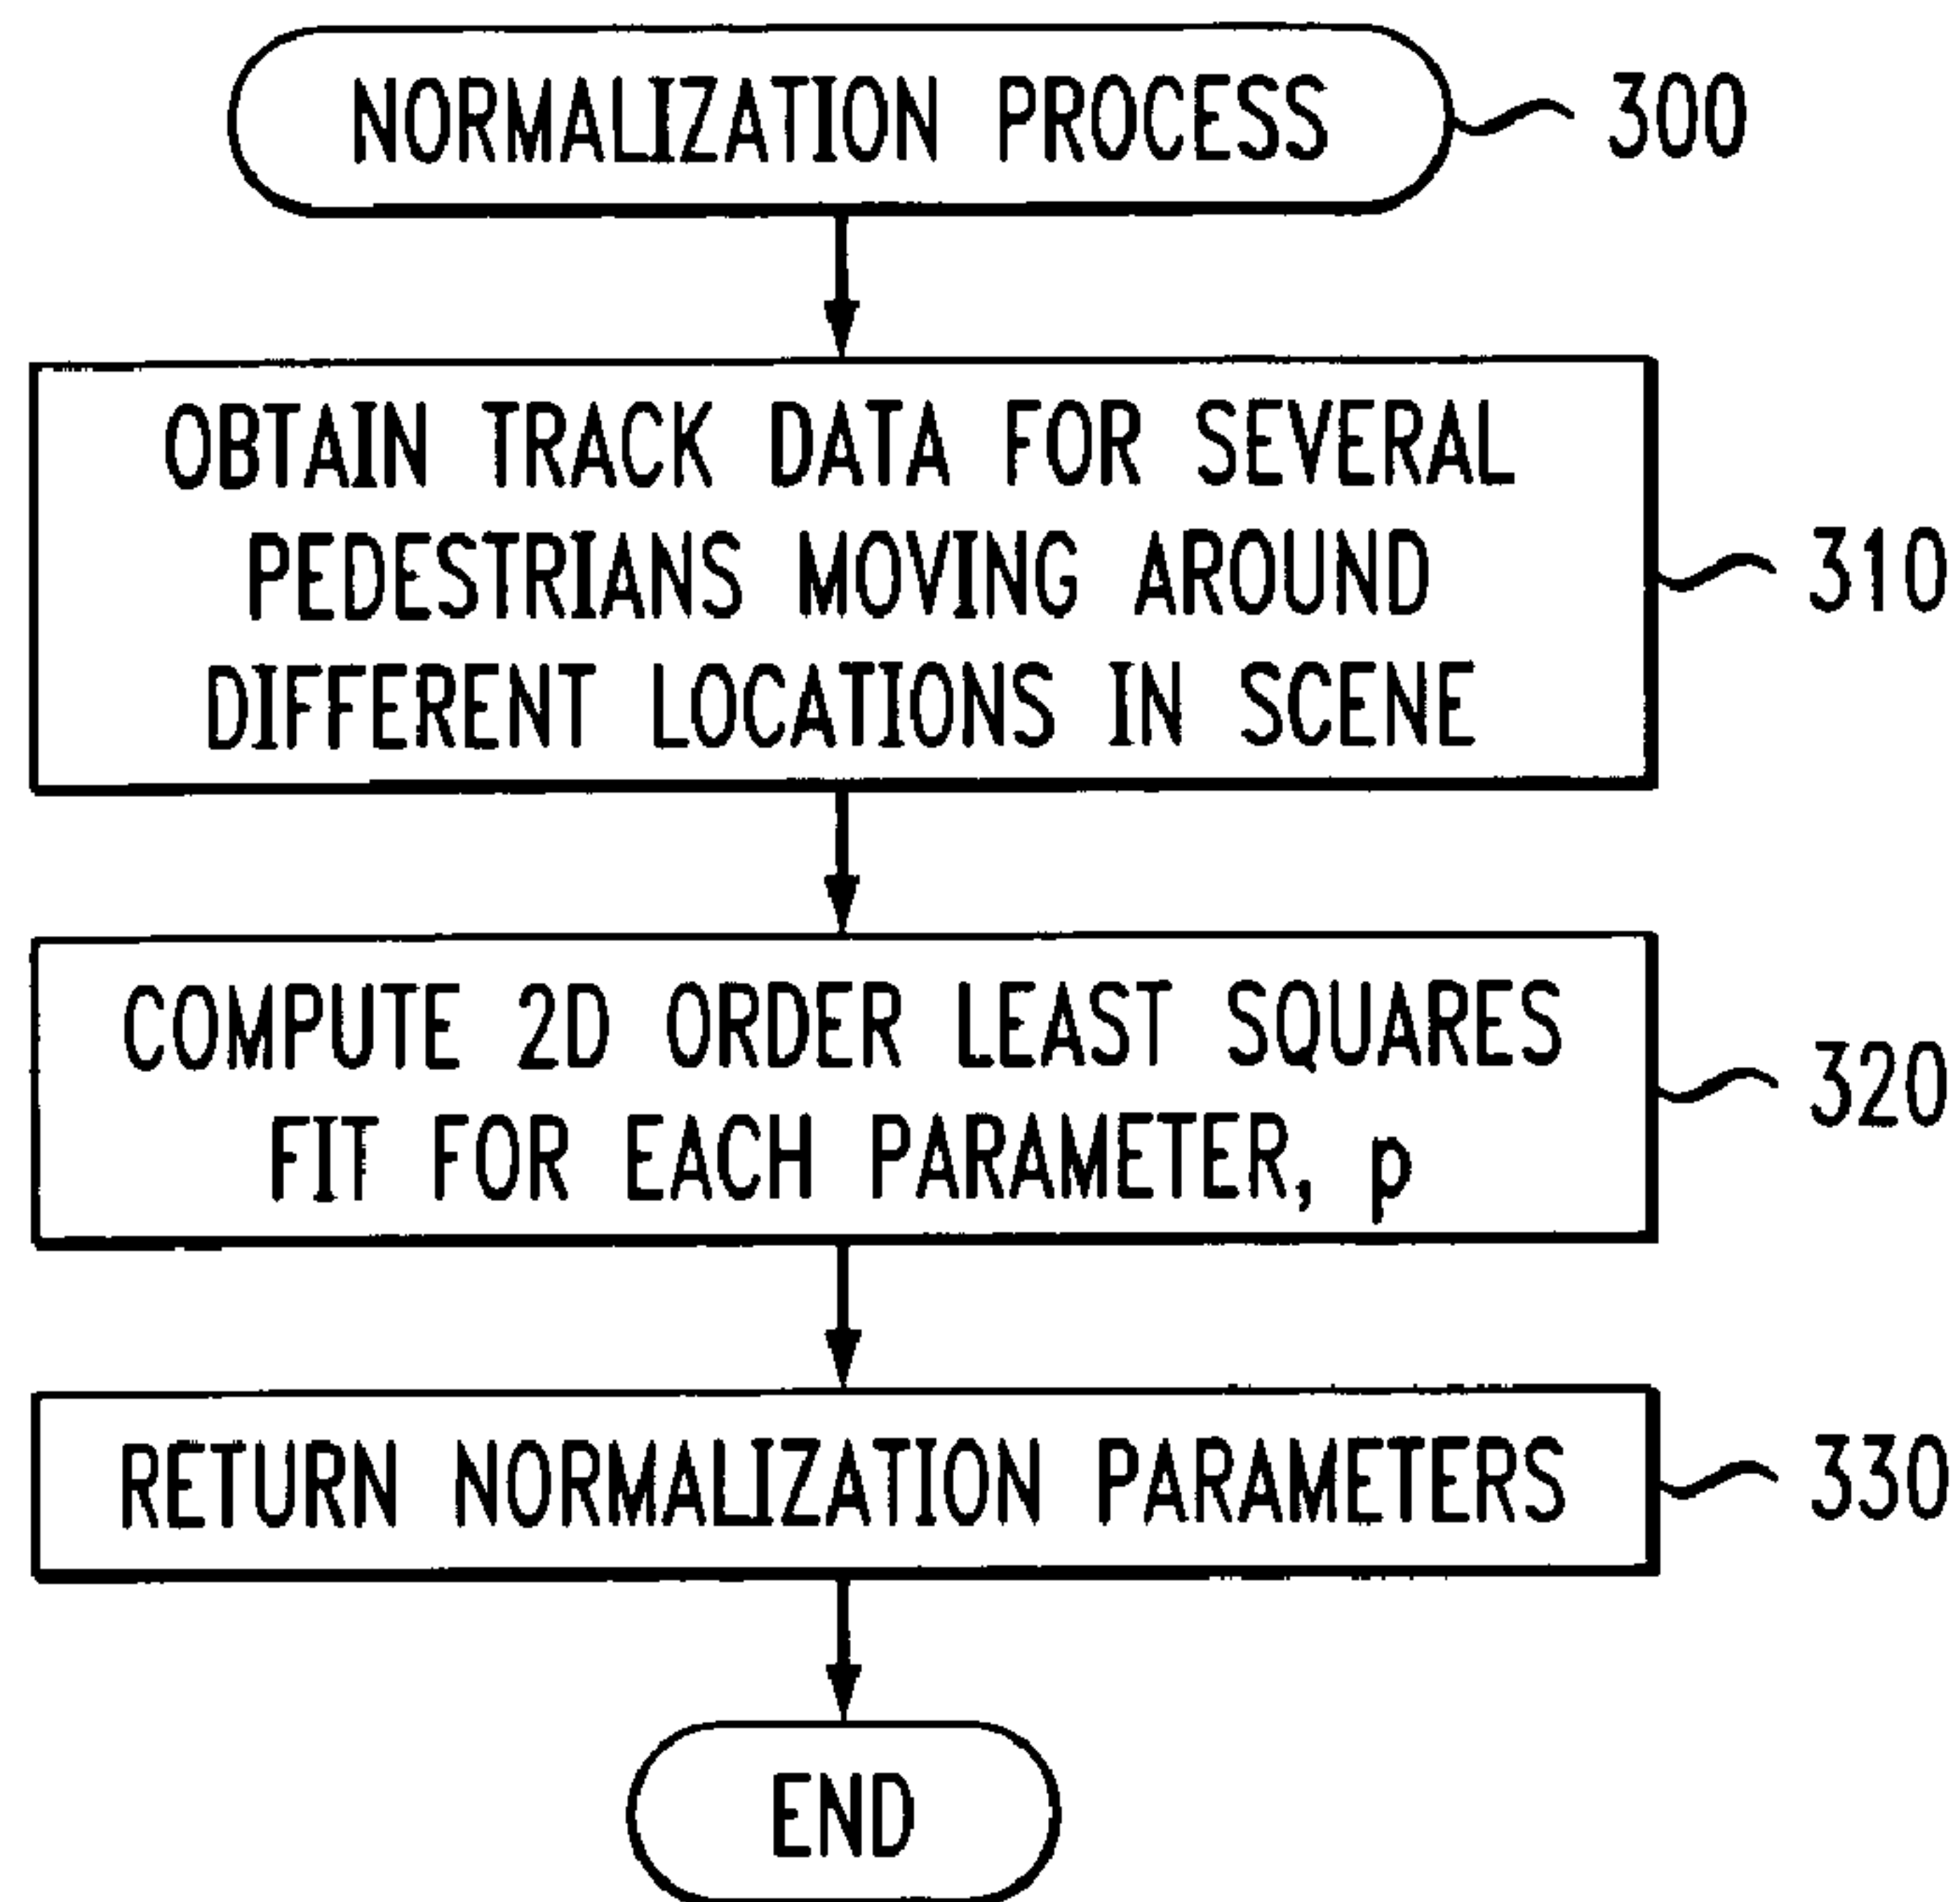 NORMALIZATION PROCESS
300
OBTAIN TRACK DATA FOR SEVERAL
PEDESTRIANS MOVING AROUND
DIFFERENT LOCATIONS IN SCENE
310
COMPUTE 2D ORDER LEAST SQUARES
FIT FOR EACH PARAMETER, p
320
RETURN NORMALIZATION PARAMETERS
330
END